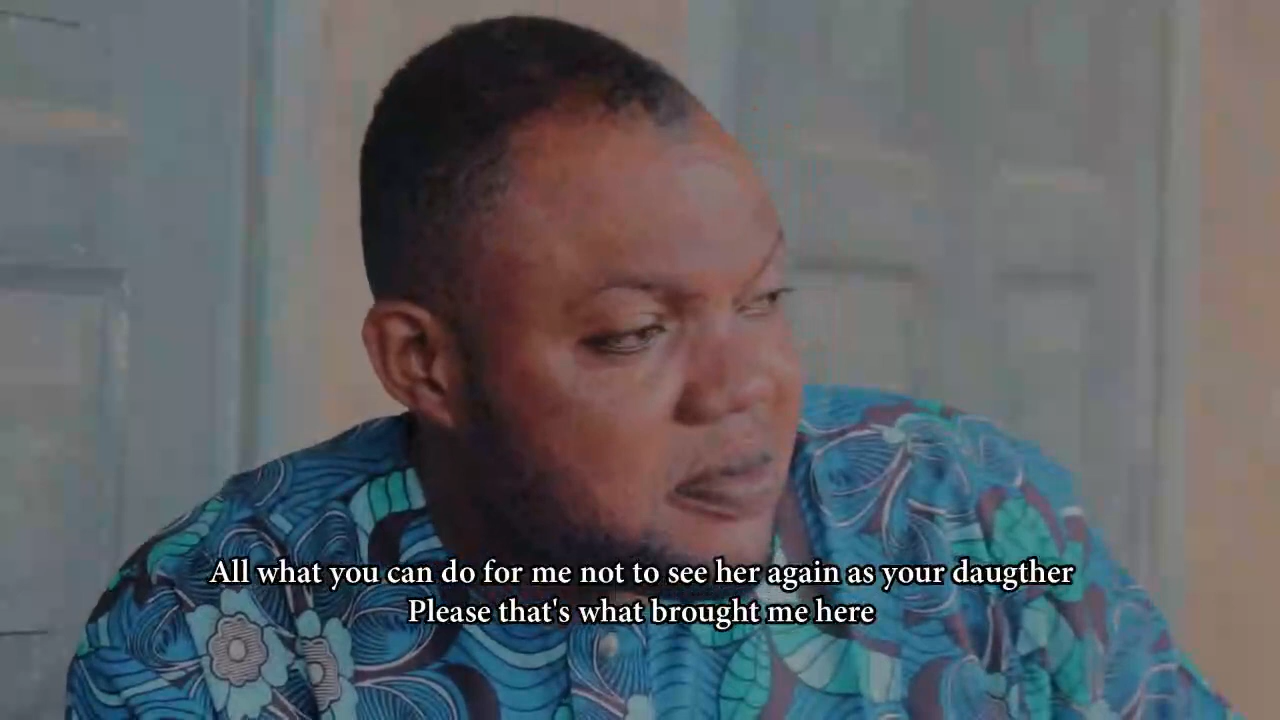 All what you can do for me not to see her again as your daugther
Please that's what brought me here